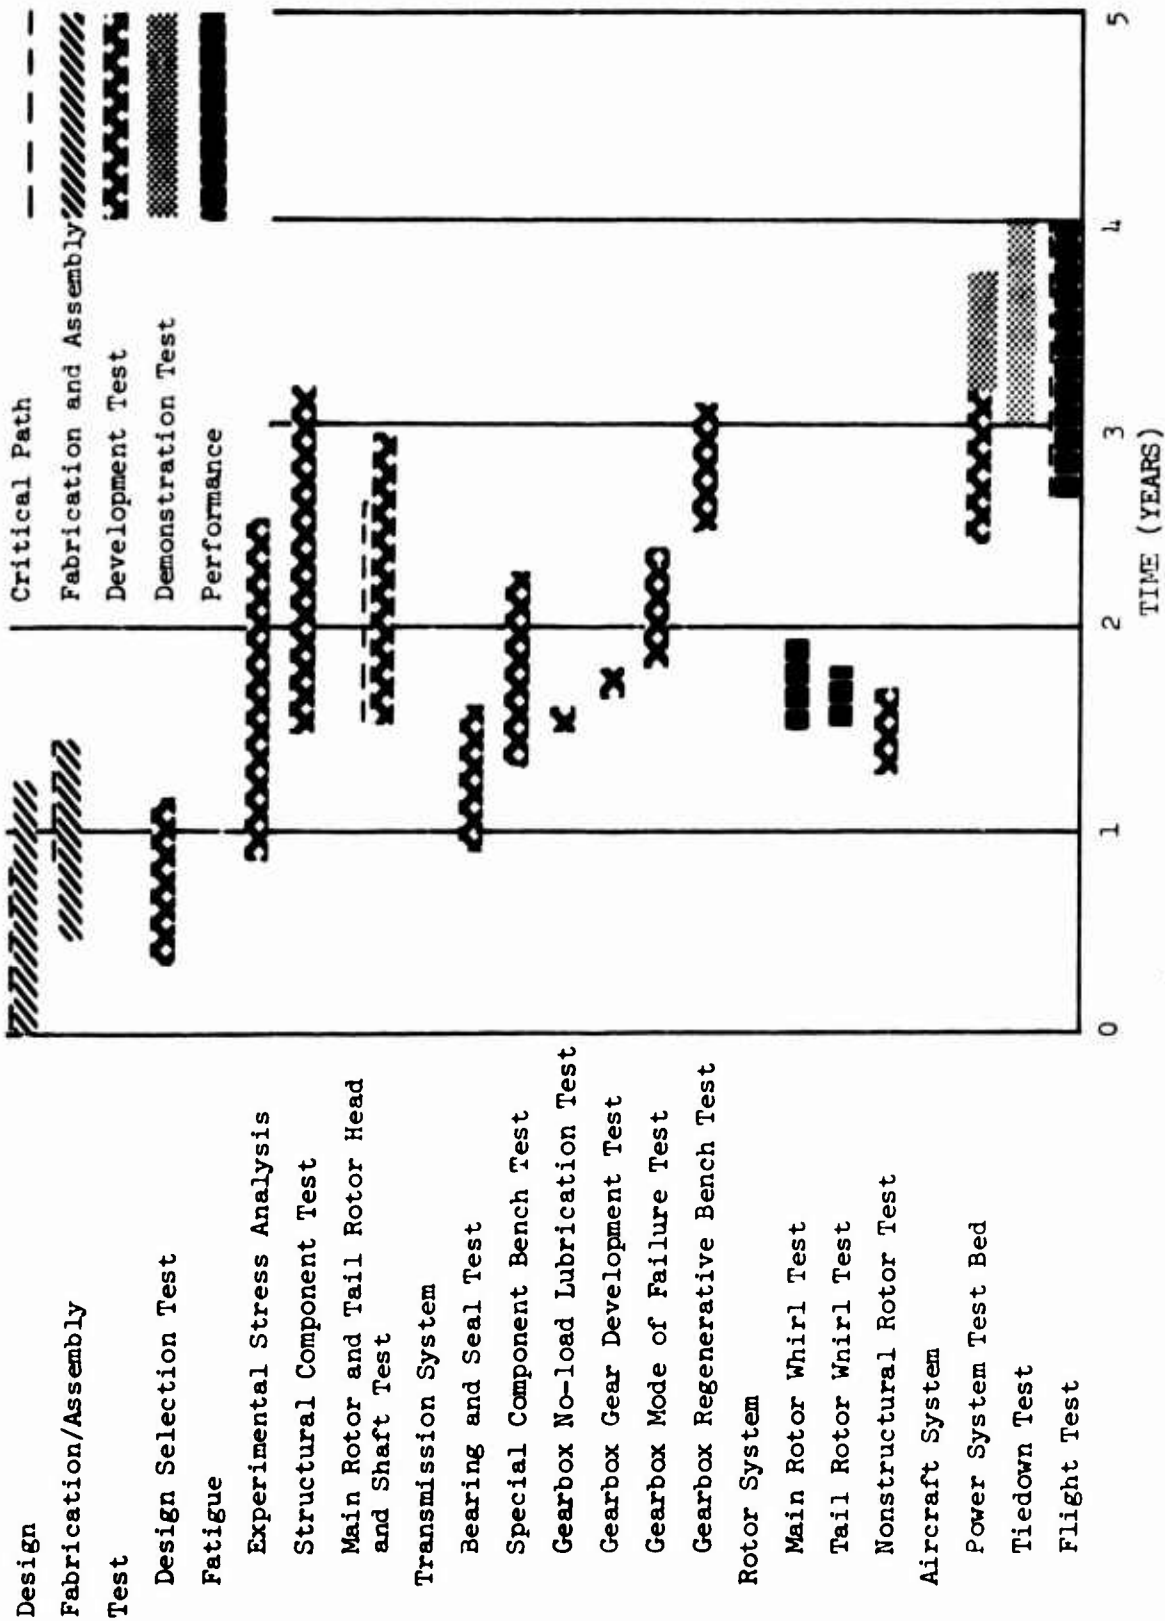 Design
Fabrication/Assembly
Test
Design Selection Test
Fatigue
Experimental Stress Analysis
Structural Component Test
Main Rotor and Tail Rotor Head
and Shaft Test
Transmission System
Bearing and Seal Test
Special Component Bench Test
Gearbox No-load Lubrication Test
Gearbox Gear Development Test
Gearbox Mode of Failure Test
Gearbox Regenerative Bench Test
Rotor System
Main Rotor Whirl Test
Tail Rotor Whirl Test
Nonstructural Rotor Test
Aircraft System
Power System Test Bed
Tiedown Test
Flight Test
Critical Path
Fabrication and Assembly
Development Test
Demonstration Test
Performance
0 1 2 3 4 5
TIME (YEARS)